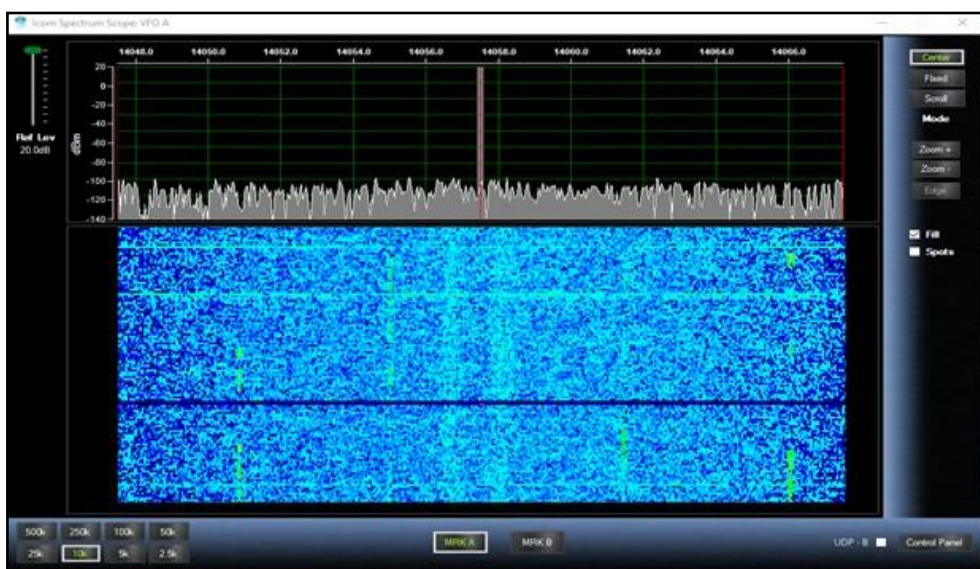 Icom Spectrum Scope: VFO A
14048.0 14050.0 14052.0 14054.0 14056.0 14058.0 14060.0 14062.0 14064.0 14066.0
20
0
-20
-40
-60
-80
-100
-120
-140
dBm
Ref Lev
20.0dB
Center
Fixed
Scroll
Mode
Zoom +
Zoom -
Edge
Fill
Spots
500k 250k 100k 50k
25k 10k 5k 2.5k
MRK A MRK B
UDP - B Control Panel